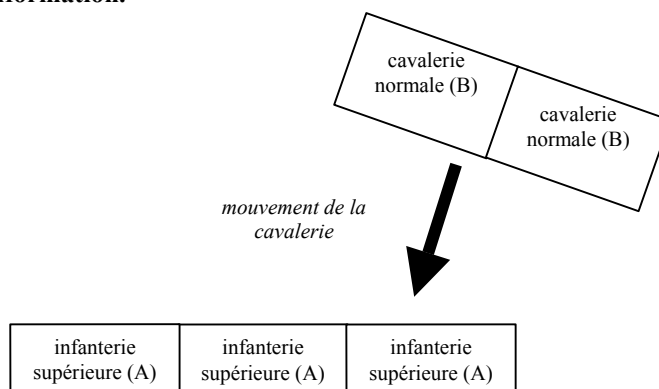 formation.
cavalerie
normale (B)
cavalerie
normale (B)
mouvement de la
cavalerie
infanterie
supérieure (A)
infanterie
supérieure (A)
infanterie
supérieure (A)